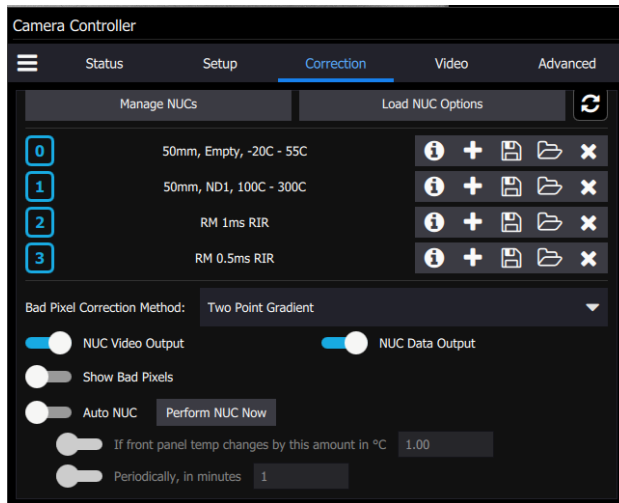 Camera Controller
Status Setup Correction Video Advanced
Manage NUCs Load NUC Options
0 50mm, Empty, -20C - 55C
1 50mm, ND1, 100C - 300C
2 RM 1ms RIR
3 RM 0.5ms RIR
Bad Pixel Correction Method: Two Point Gradient
NUC Video Output NUC Data Output
Show Bad Pixels
Auto NUC Perform NUC Now
If front panel temp changes by this amount in °C 1.00
Periodically, in minutes 1